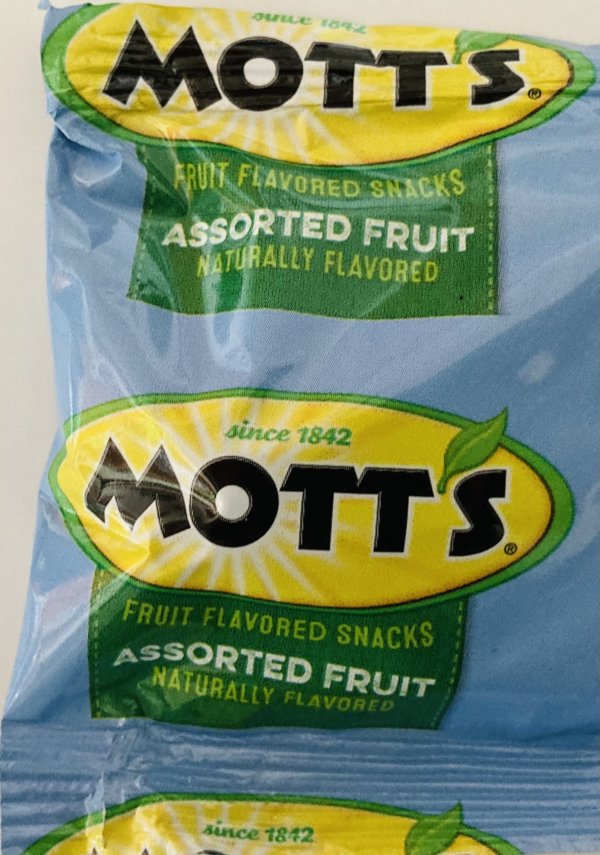 since 1842
MOTT'S®
FRUIT FLAVORED SNACKS
ASSORTED FRUIT
NATURALLY FLAVORED
since 1842
MOTT'S®
FRUIT FLAVORED SNACKS
ASSORTED FRUIT
NATURALLY FLAVORED
since 1842